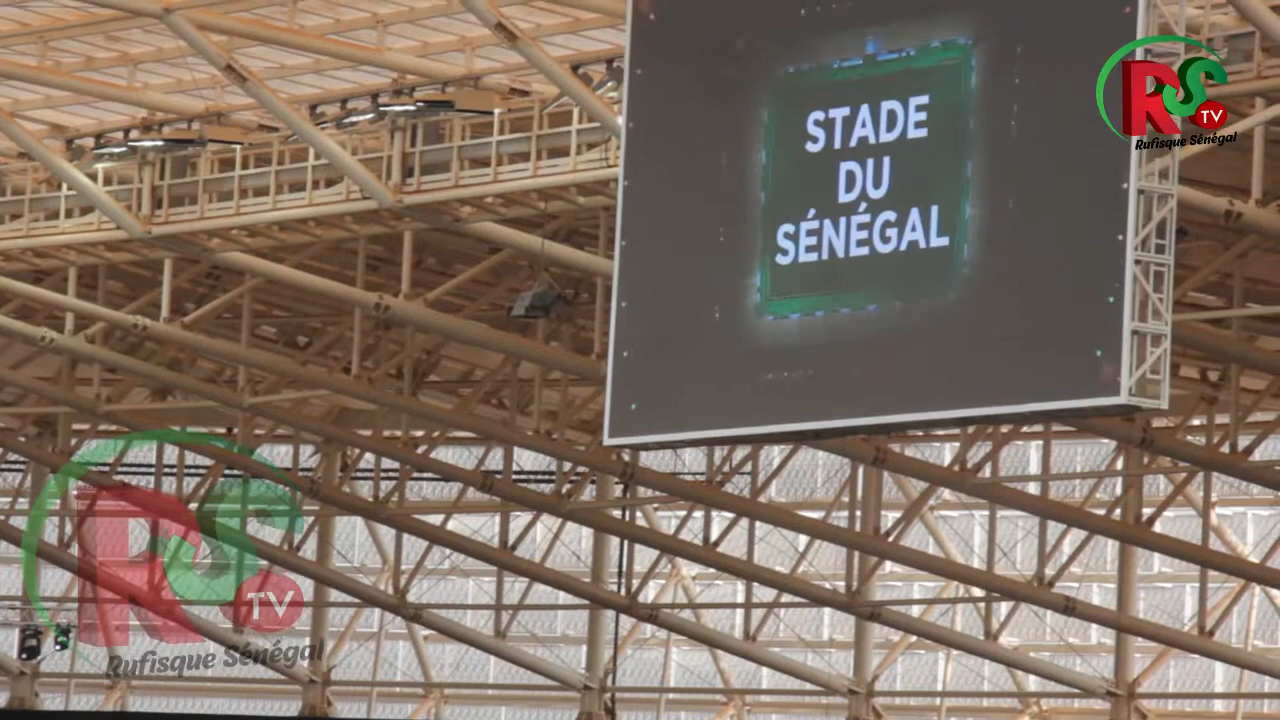 STADE
DU
SÉNÉGAL
RS
TV
Rufisque Sénégal
RS
TV
Rufisque Sénégal